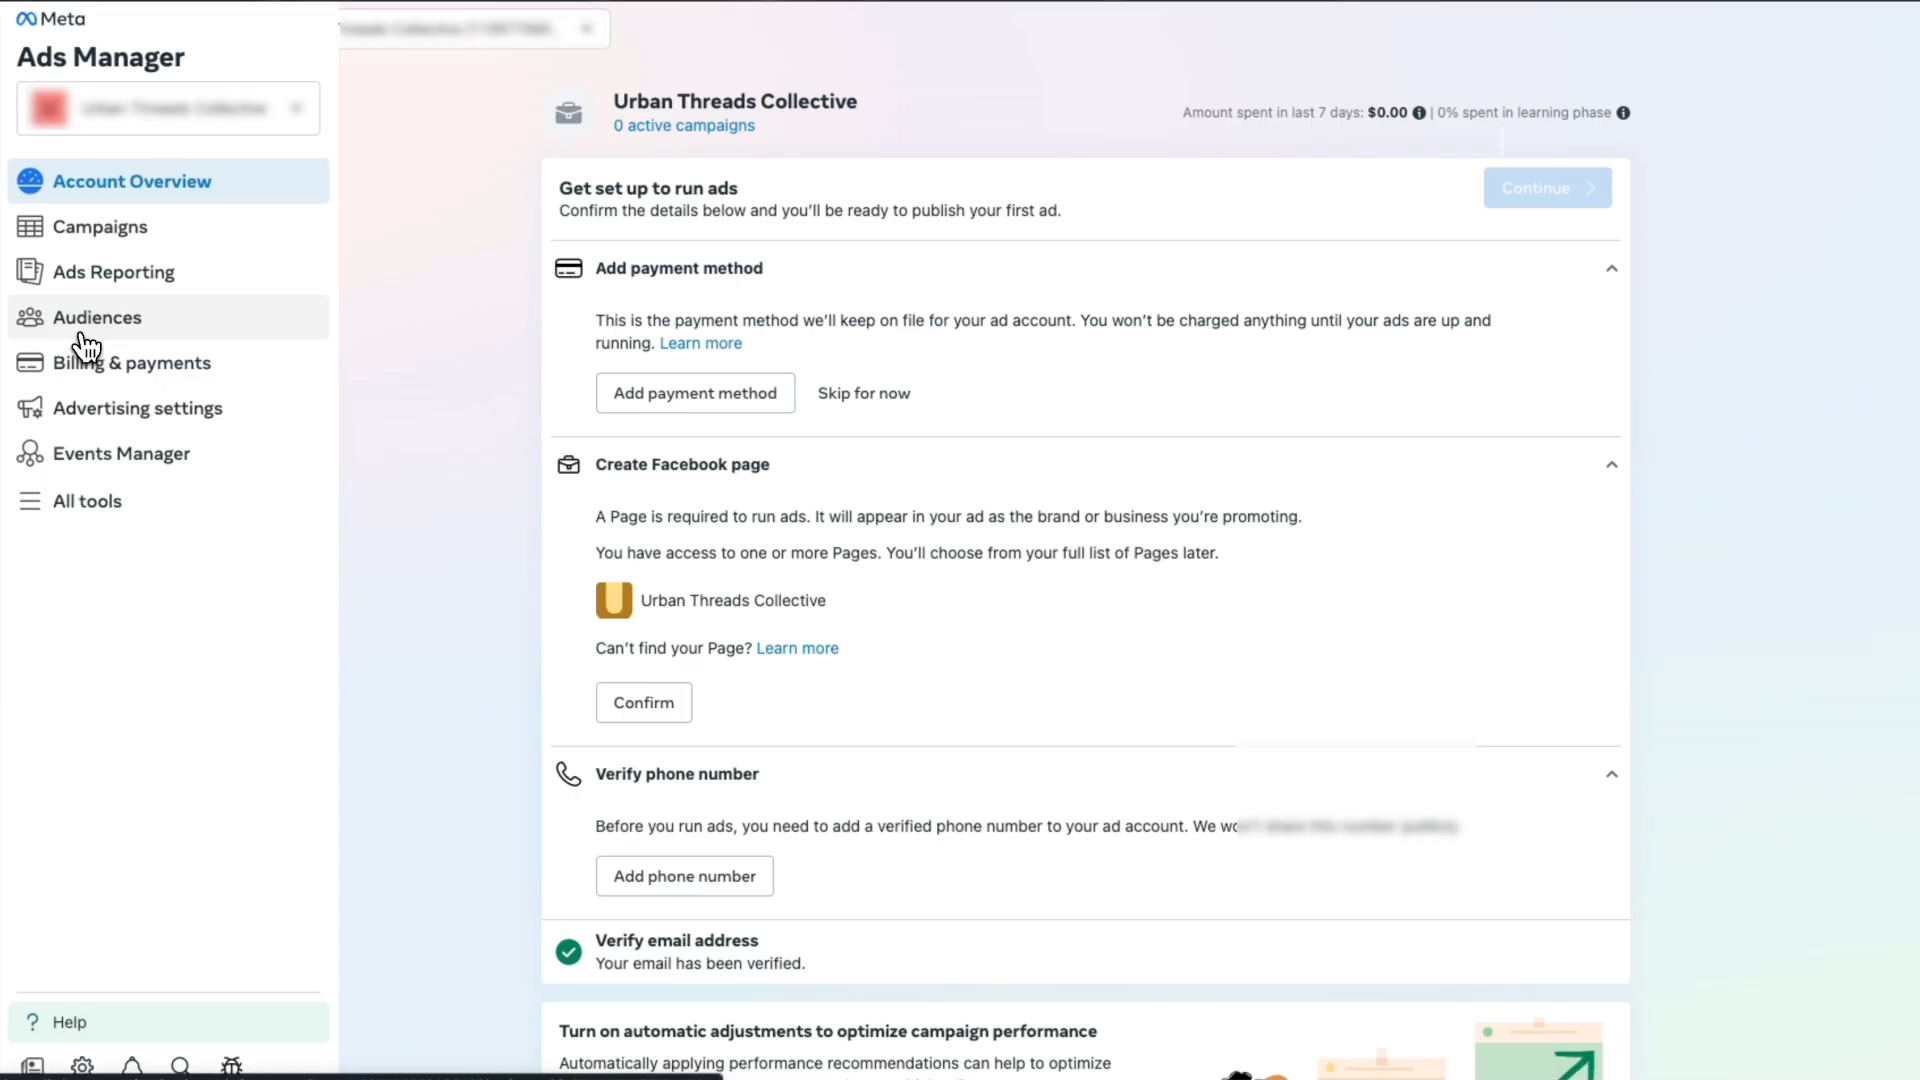 Meta
Ads Manager
Account Overview
Campaigns
Ads Reporting
Audiences
Billing & payments
Advertising settings
Events Manager
All tools
Help
Urban Threads Collective
0 active campaigns
Amount spent in last 7 days: $0.00 | 0% spent in learning phase
Get set up to run ads
Confirm the details below and you'll be ready to publish your first ad.
Continue
Add payment method
This is the payment method we'll keep on file for your ad account. You won't be charged anything until your ads are up and
running. Learn more
Add payment method Skip for now
Create Facebook page
A Page is required to run ads. It will appear in your ad as the brand or business you're promoting.
You have access to one or more Pages. You'll choose from your full list of Pages later.
U Urban Threads Collective
Can't find your Page? Learn more
Confirm
Verify phone number
Before you run ads, you need to add a verified phone number to your ad account. We
Add phone number
Verify email address
Your email has been verified.
Turn on automatic adjustments to optimize campaign performance
Automatically applying performance recommendations can help to optimize